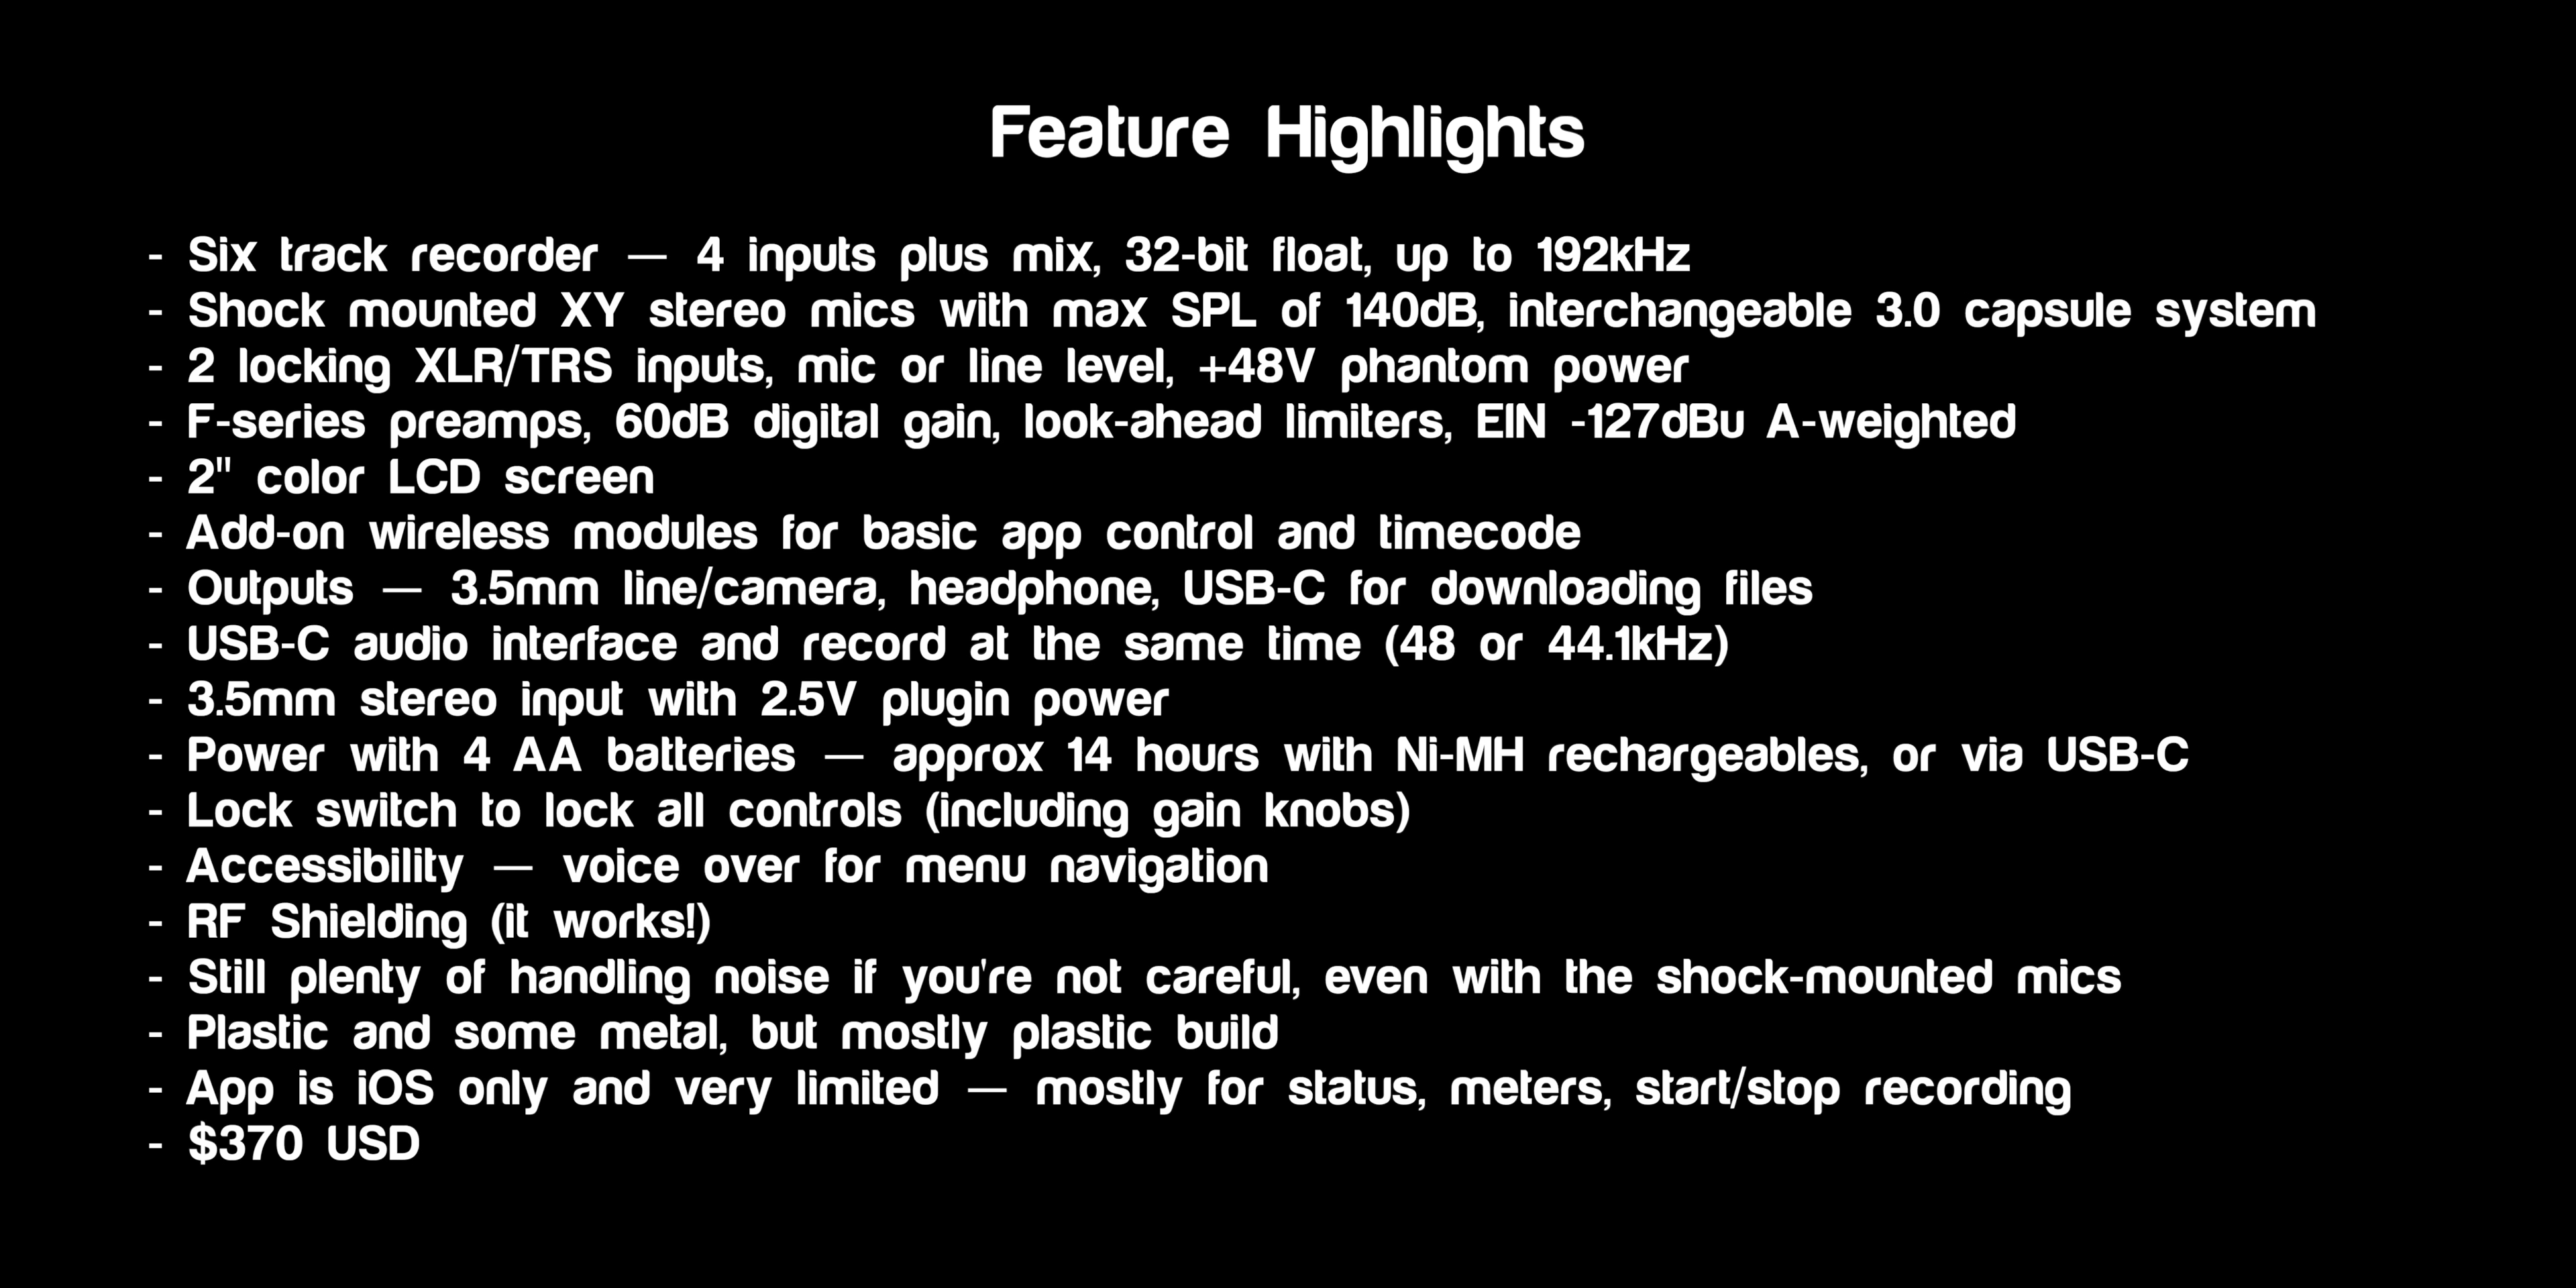 Feature Highlights
- Six track recorder — 4 inputs plus mix, 32-bit float, up to 192kHz
- Shock mounted XY stereo mics with max SPL of 140dB, interchangeable 3.0 capsule system
- 2 locking XLR/TRS inputs, mic or line level, +48V phantom power
- F-series preamps, 60dB digital gain, look-ahead limiters, EIN -127dBu A-weighted
- 2" color LCD screen
- Add-on wireless modules for basic app control and timecode
- Outputs — 3.5mm line/camera, headphone, USB-C for downloading files
- USB-C audio interface and record at the same time (48 or 44.1kHz)
- 3.5mm stereo input with 2.5V plugin power
- Power with 4 AA batteries — approx 14 hours with Ni-MH rechargeables, or via USB-C
- Lock switch to lock all controls (including gain knobs)
- Accessibility — voice over for menu navigation
- RF Shielding (it works!)
- Still plenty of handling noise if you're not careful, even with the shock-mounted mics
- Plastic and some metal, but mostly plastic build
- App is iOS only and very limited — mostly for status, meters, start/stop recording
- $370 USD